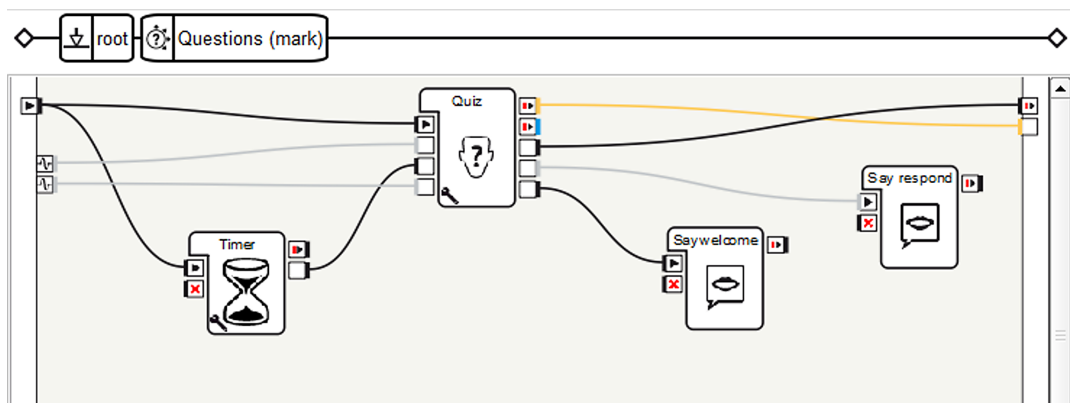 root
Questions (mark)
Quiz
Say respond
Timer
Saywelcome